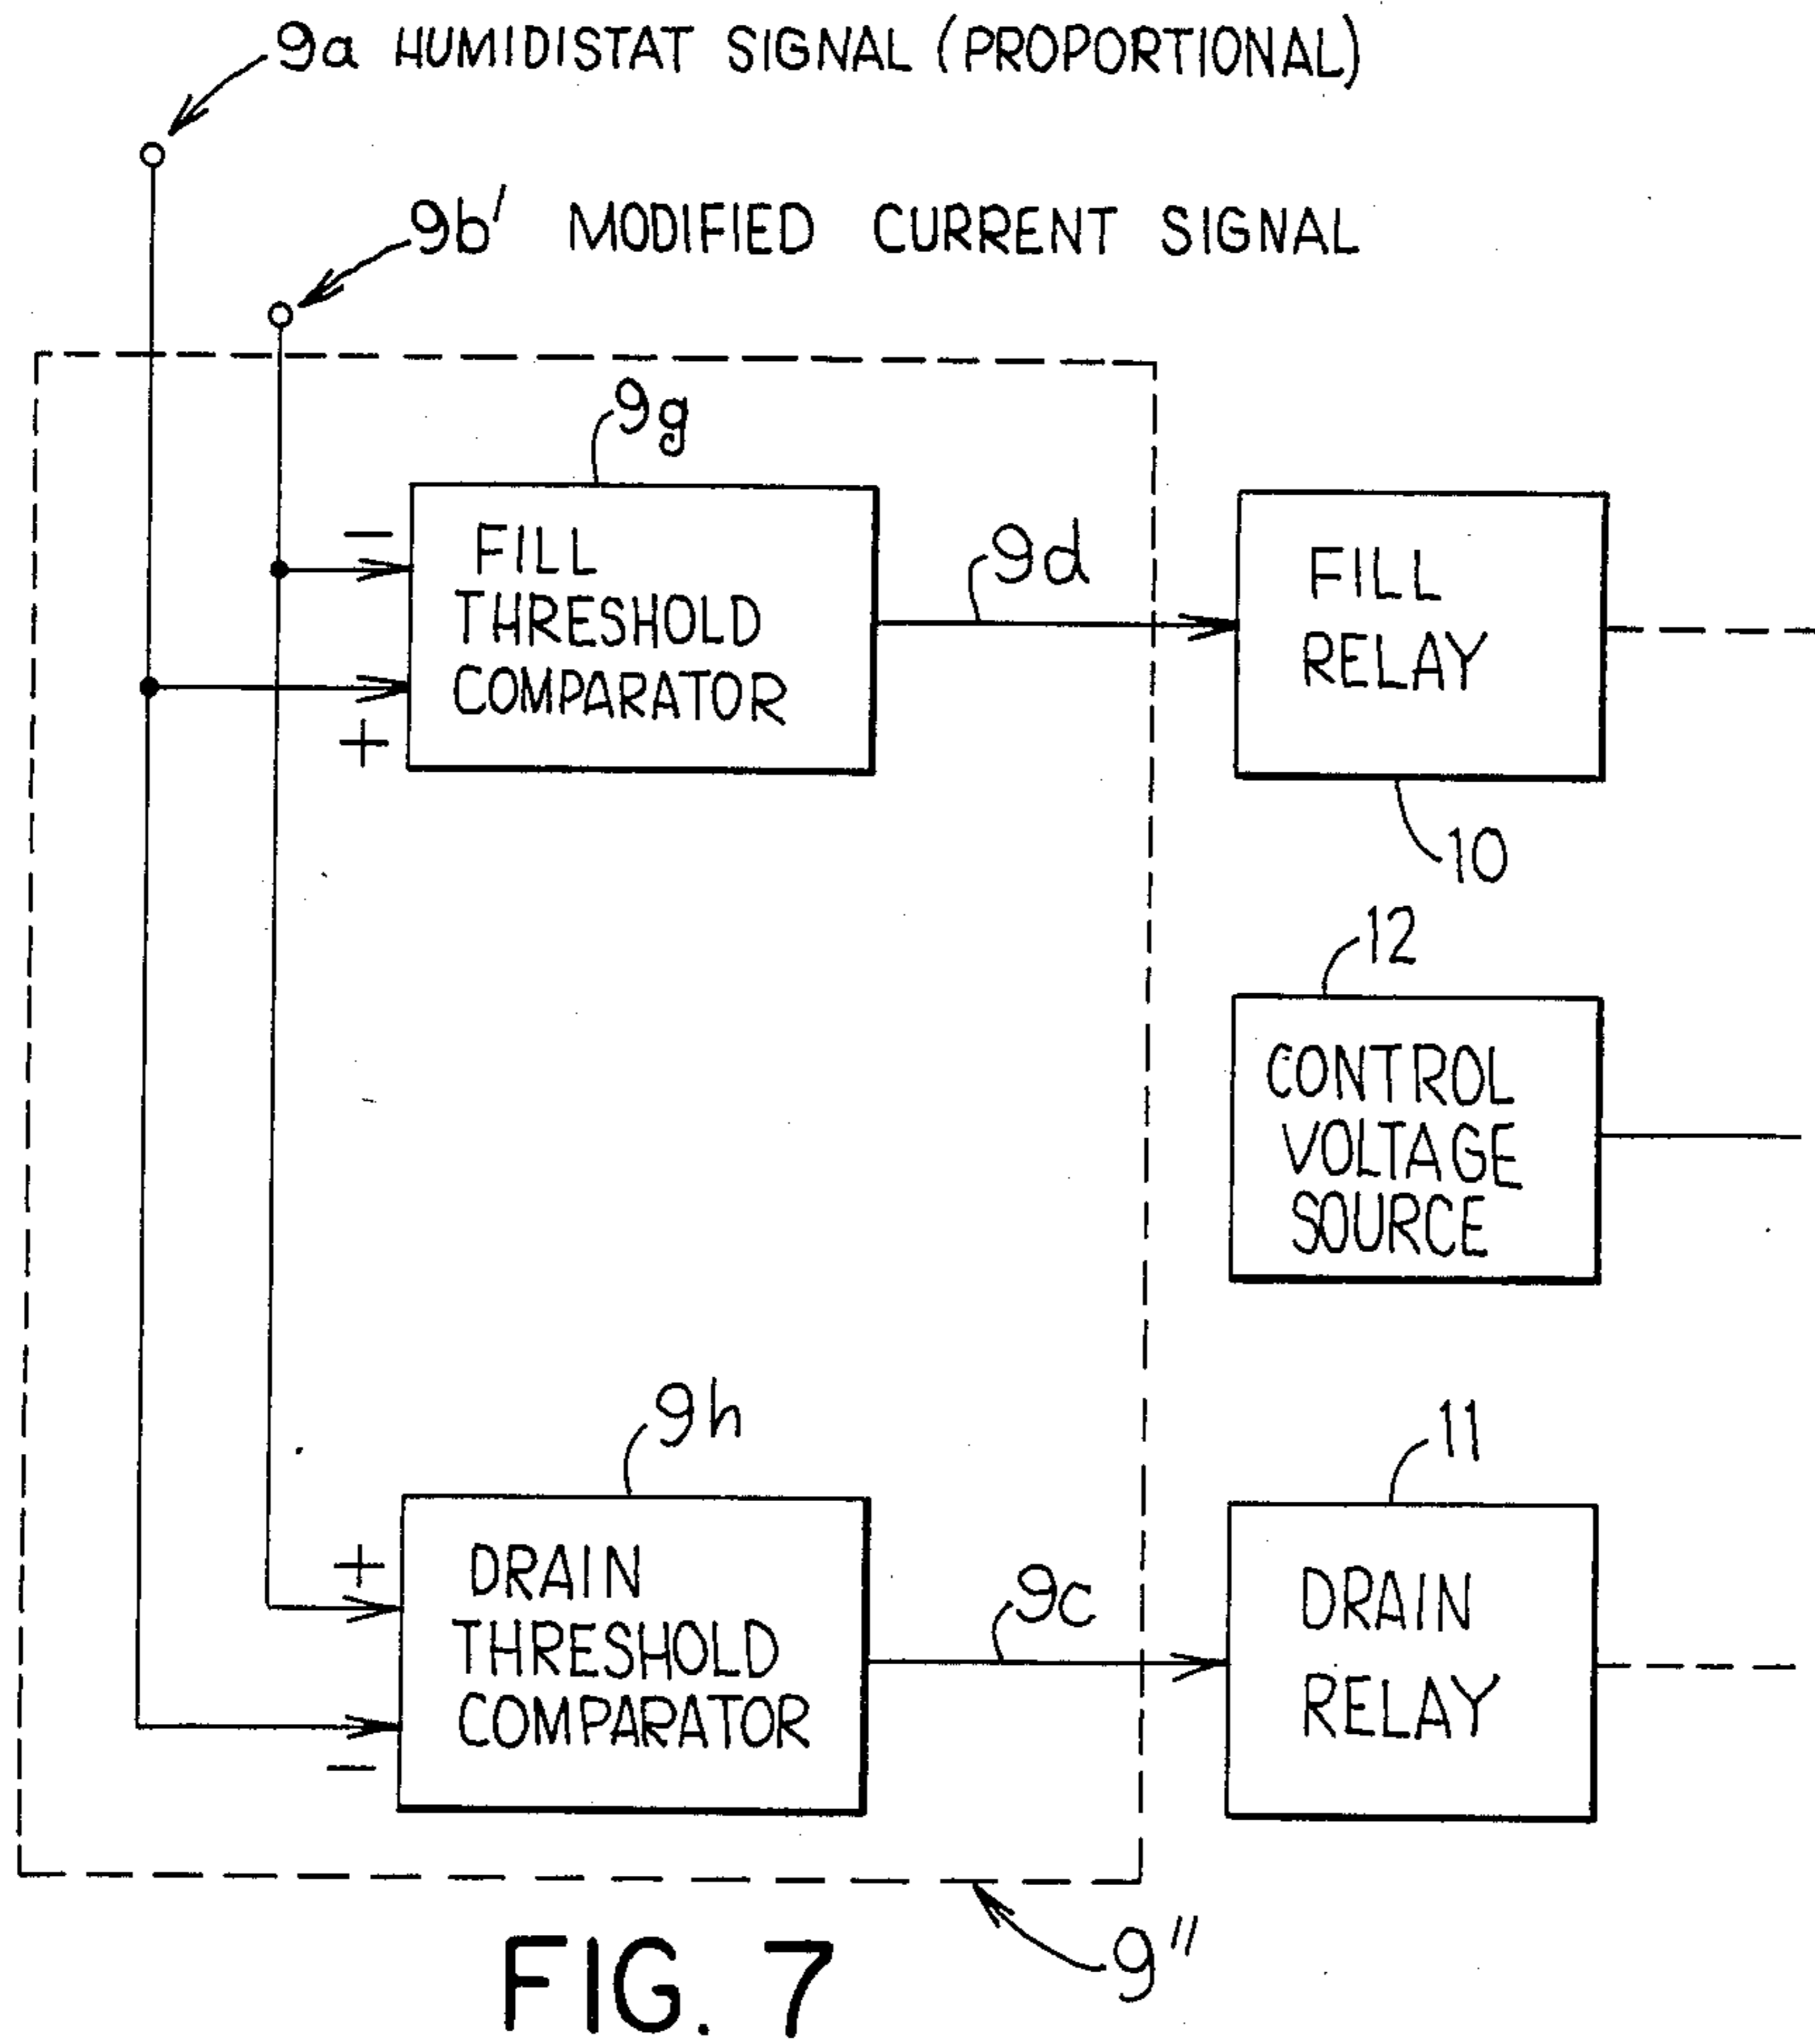 9a HUMIDISTAT SIGNAL (PROPORTIONAL)
9b' MODIFIED CURRENT SIGNAL
9g
−
FILL
THRESHOLD
COMPARATOR
+
9d
FILL
RELAY
10
12
CONTROL
VOLTAGE
SOURCE
9h
+
DRAIN
THRESHOLD
COMPARATOR
−
9c
11
DRAIN
RELAY
9"
FIG. 7